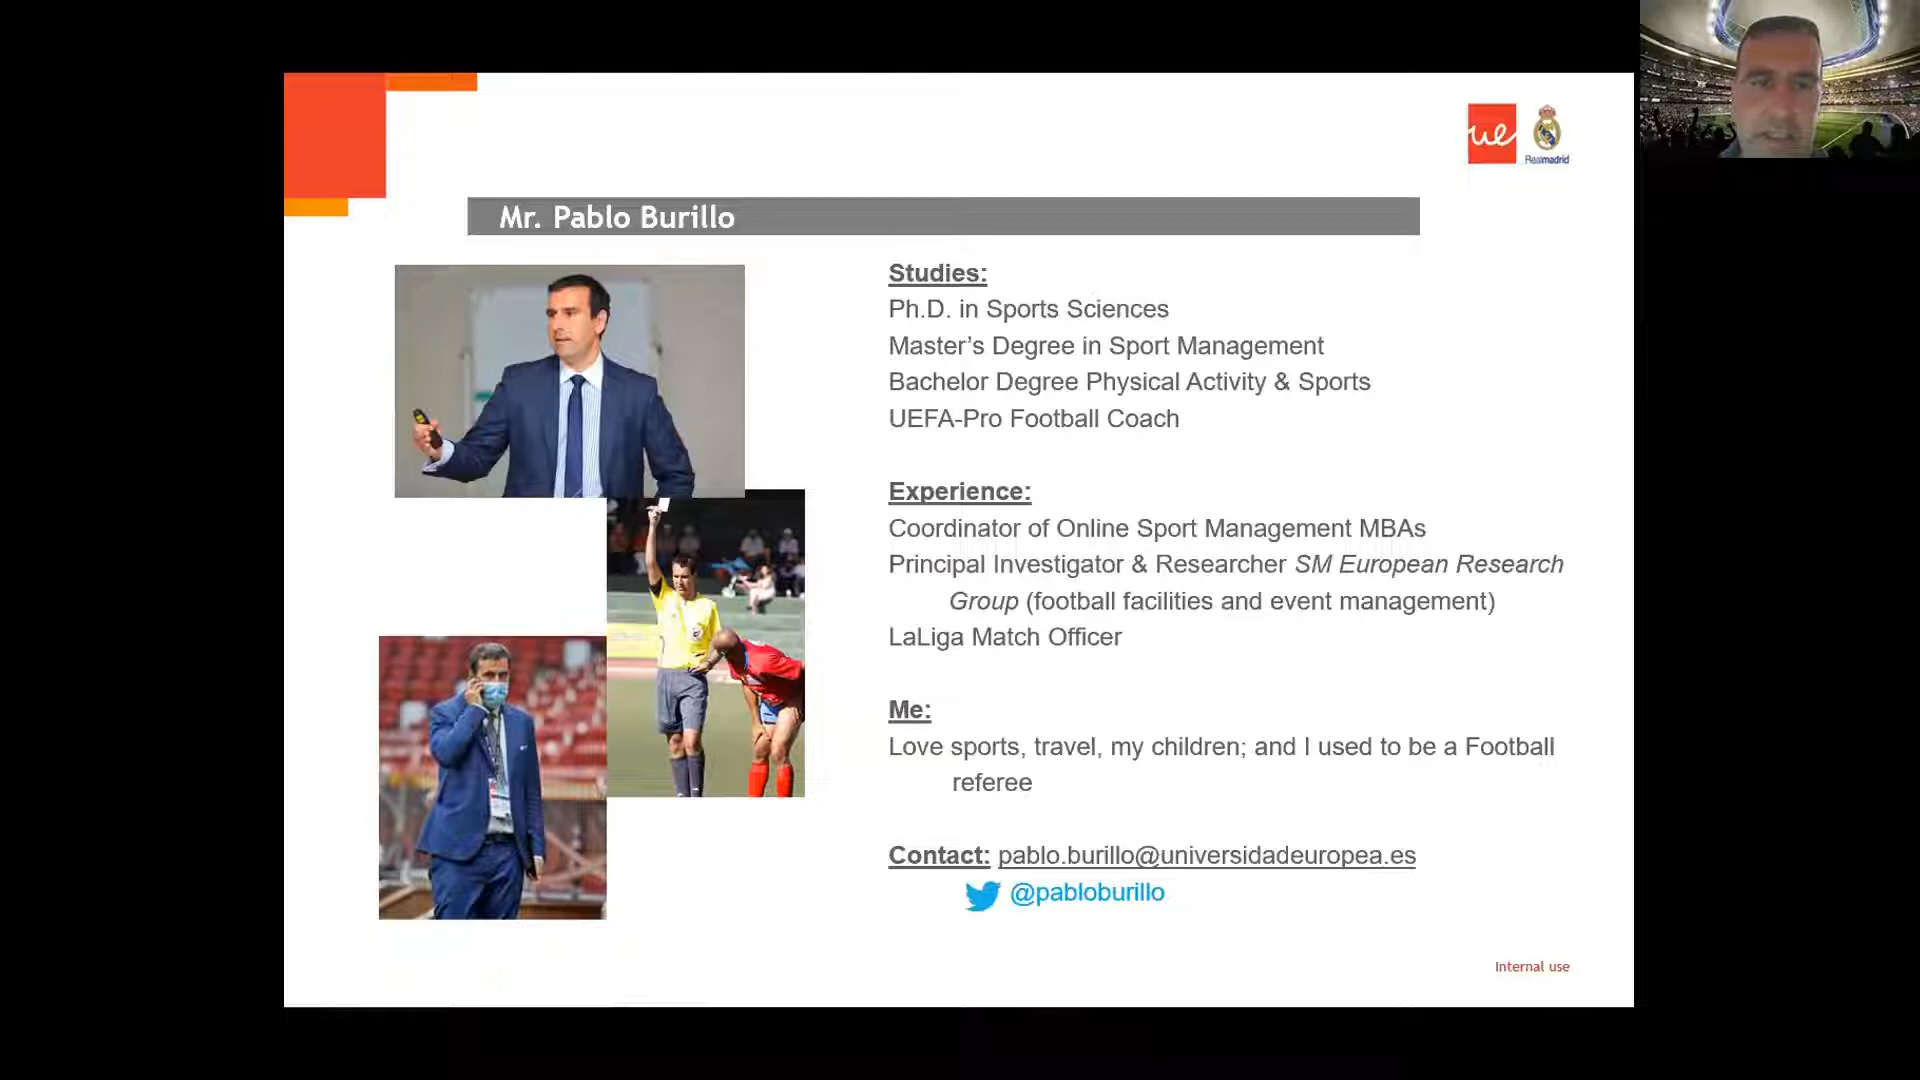 ue
Realmadrid
Mr. Pablo Burillo
Studies:
Ph.D. in Sports Sciences
Master’s Degree in Sport Management
Bachelor Degree Physical Activity & Sports
UEFA-Pro Football Coach
Experience:
Coordinator of Online Sport Management MBAs
Principal Investigator & Researcher SM European Research
Group (football facilities and event management)
LaLiga Match Officer
Me:
Love sports, travel, my children; and I used to be a Football
referee
Contact: pablo.burillo@universidadeuropea.es
@pabloburillo
Internal use